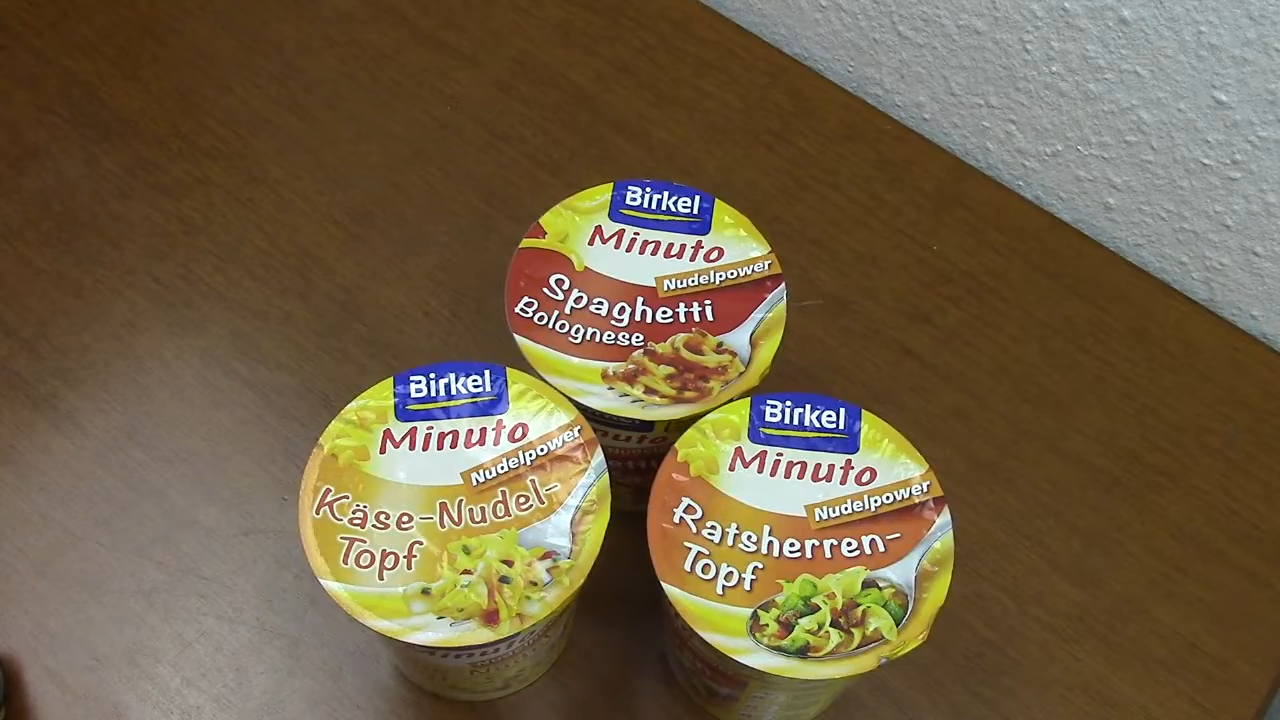 Birkel
Minuto
Nudelpower
Spaghetti
Bolognese
Birkel
Minuto
Nudelpower
Käse-Nudel-
Topf
Birkel
Minuto
Nudelpower
Ratsherren-
Topf